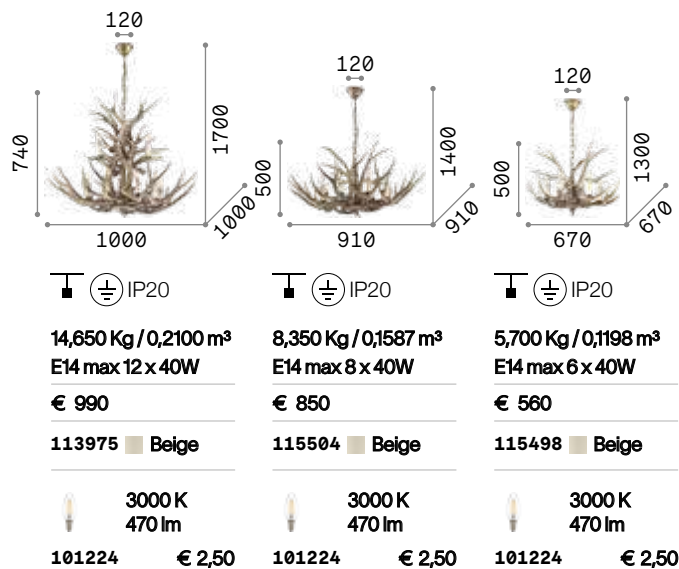 120
740
1700
1000
1000
IP20
14,650 Kg / 0,2100 m³
E14 max 12 x 40W
€ 990
113975 Beige
3000 K
470 lm
101224 € 2,50
120
500
1400
910
910
IP20
8,350 Kg / 0,1587 m³
E14 max 8 x 40W
€ 850
115504 Beige
3000 K
470 lm
101224 € 2,50
120
500
1300
670
670
IP20
5,700 Kg / 0,1198 m³
E14 max 6 x 40W
€ 560
115498 Beige
3000 K
470 lm
101224 € 2,50